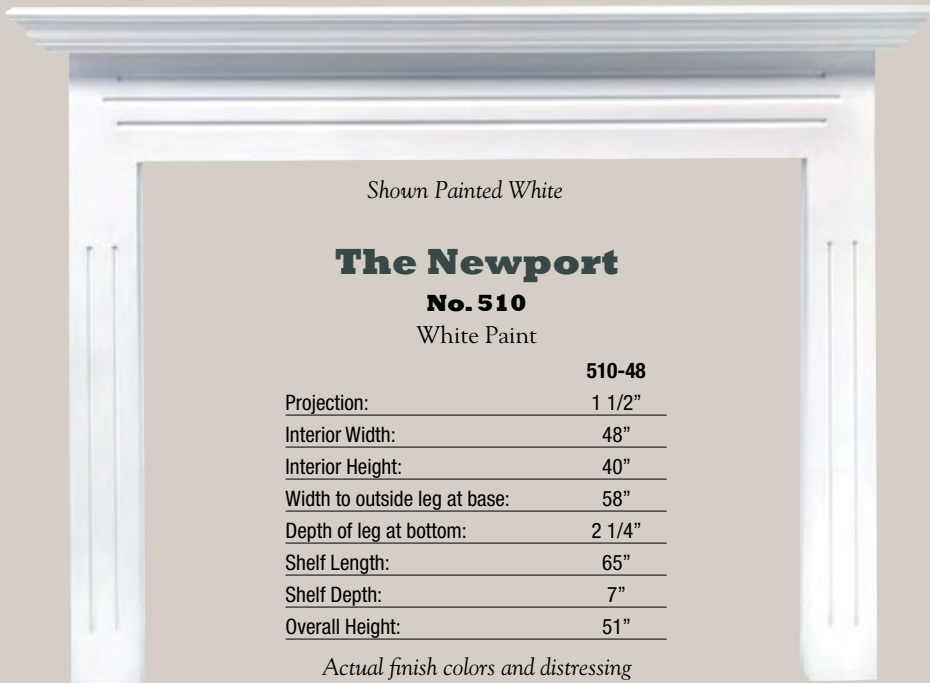 Shown Painted White
The Newport
No. 510
White Paint
510-48
Projection: 1 1/2”
Interior Width: 48”
Interior Height: 40”
Width to outside leg at base: 58”
Depth of leg at bottom: 2 1/4”
Shelf Length: 65”
Shelf Depth: 7”
Overall Height: 51”
Actual finish colors and distressing